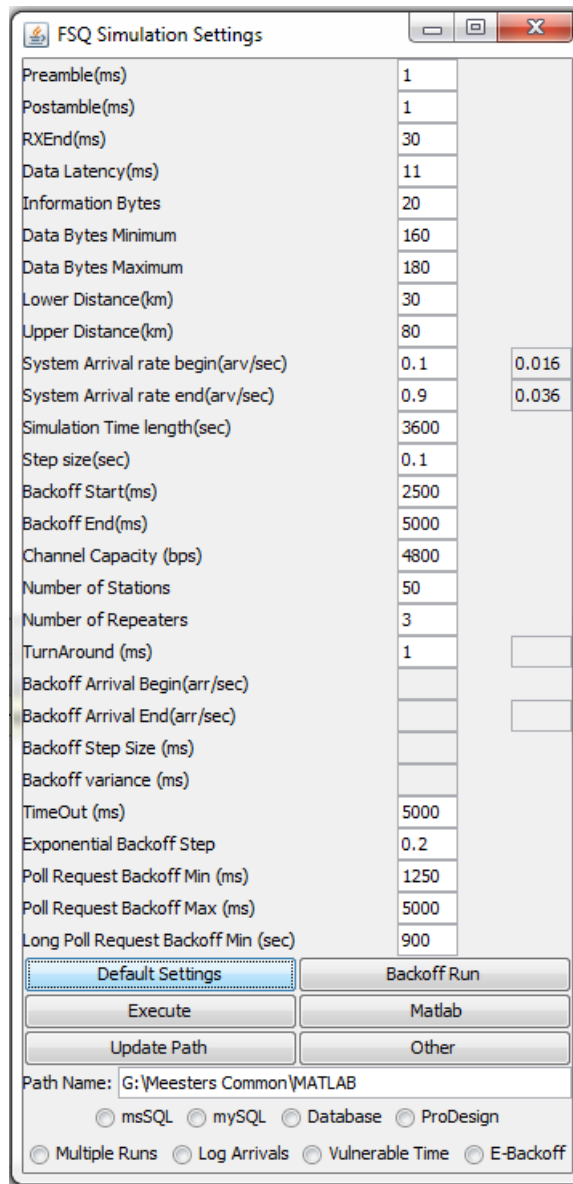 FSQ Simulation Settings
Preamble(ms) 1
Postamble(ms) 1
RXEnd(ms) 30
Data Latency(ms) 11
Information Bytes 20
Data Bytes Minimum 160
Data Bytes Maximum 180
Lower Distance(km) 30
Upper Distance(km) 80
System Arrival rate begin(arv/sec) 0.1 0.016
System Arrival rate end(arv/sec) 0.9 0.036
Simulation Time length(sec) 3600
Step size(sec) 0.1
Backoff Start(ms) 2500
Backoff End(ms) 5000
Channel Capacity (bps) 4800
Number of Stations 50
Number of Repeaters 3
TurnAround (ms) 1
Backoff Arrival Begin(arr/sec)
Backoff Arrival End(arr/sec)
Backoff Step Size (ms)
Backoff variance (ms)
TimeOut (ms) 5000
Exponential Backoff Step 0.2
Poll Request Backoff Min (ms) 1250
Poll Request Backoff Max (ms) 5000
Long Poll Request Backoff Min (sec) 900
Default Settings Backoff Run
Execute Matlab
Update Path Other
Path Name: G:\Meesters Common\MATLAB
msSQL mySQL Database ProDesign
Multiple Runs Log Arrivals Vulnerable Time E-Backoff